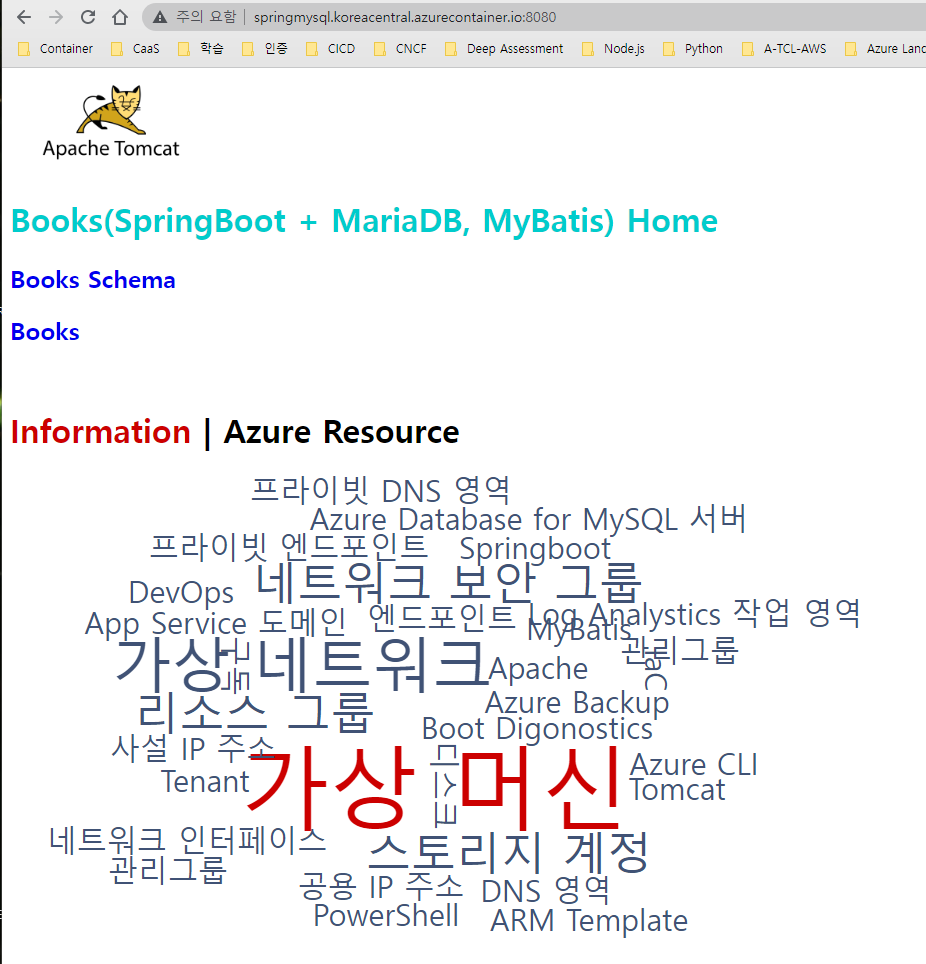 주의 요함 | springmysql.koreacentral.azurecontainer.io:8080
Container CaaS 학습 인증 CICD CNCF Deep Assessment Node.js Python A-TCL-AWS Azure Land
Apache Tomcat
Books(SpringBoot + MariaDB, MyBatis) Home
Books Schema
Books
Information | Azure Resource
프라이빗 DNS 영역
Azure Database for MySQL 서버
프라이빗 엔드포인트 Springboot
네트워크 보안 그룹
DevOps
App Service 도메인 엔드포인트 Log Analystics 작업 영역
MyBatis
관리그룹
가상 네트워크
구독
IaC
Apache
Azure Backup
리소스 그룹
Boot Digonostics
사설 IP 주소
가상 머신
디스크
Azure CLI
Tenant
Tomcat
네트워크 인터페이스
스토리지 계정
관리그룹
공용 IP 주소 DNS 영역
PowerShell ARM Template